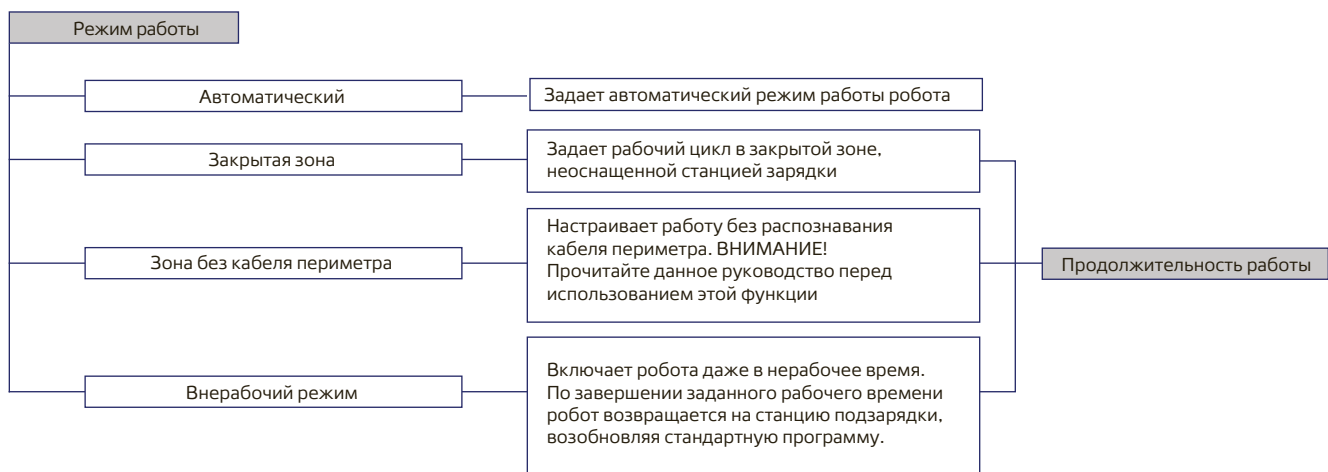 Режим работы
Автоматический
Задает автоматический режим работы робота
Закрытая зона
Задает рабочий цикл в закрытой зоне,
неоснащенной станцией зарядки
Зона без кабеля периметра
Настраивает работу без распознавания
кабеля периметра. ВНИМАНИЕ!
Прочитайте данное руководство перед
использованием этой функции
Продолжительность работы
Внерабочий режим
Включает робота даже в нерабочее время.
По завершении заданного рабочего времени
робот возвращается на станцию подзарядки,
возобновляя стандартную программу.